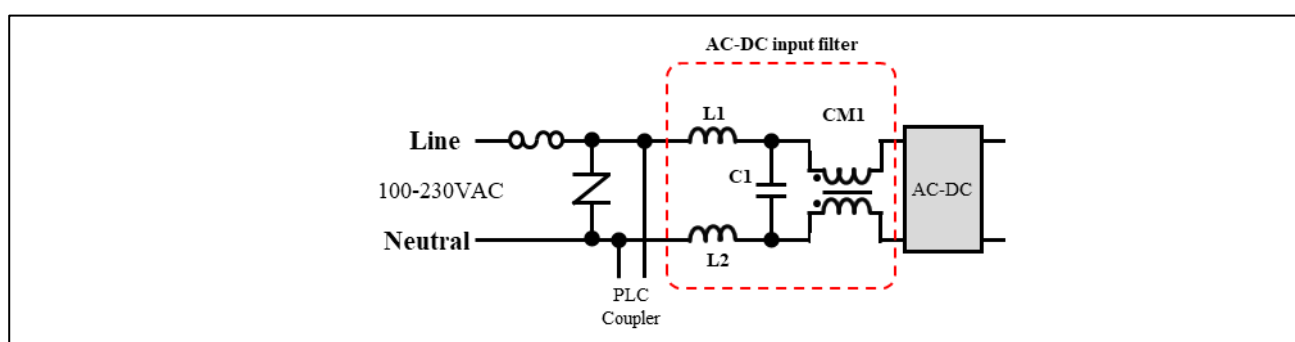 AC-DC input filter
L1
CM1
Line
C1
AC-DC
100-230VAC
Neutral
L2
PLC
Coupler